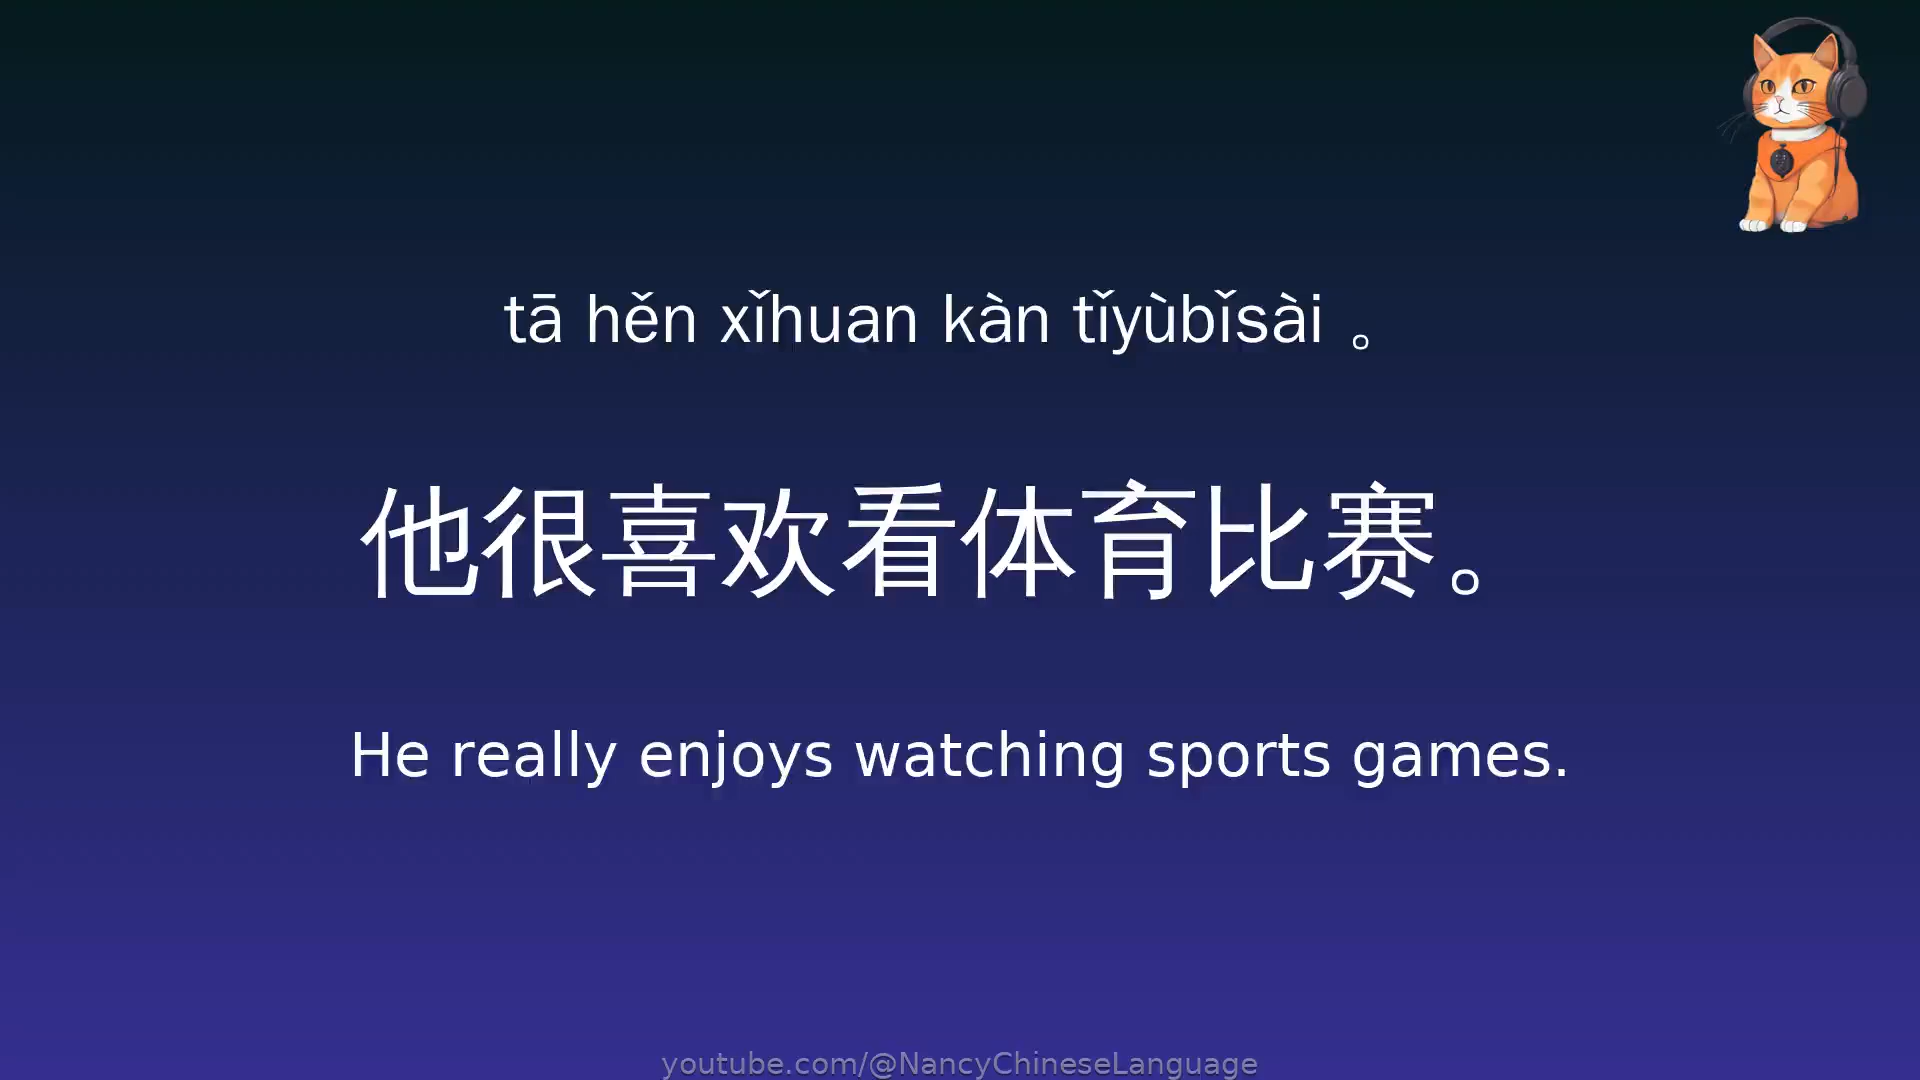 tā hěn xǐhuan kàn tǐyùbǐsài 。
他很喜欢看体育比赛。
He really enjoys watching sports games.
youtube.com/@NancyChineseLanguage